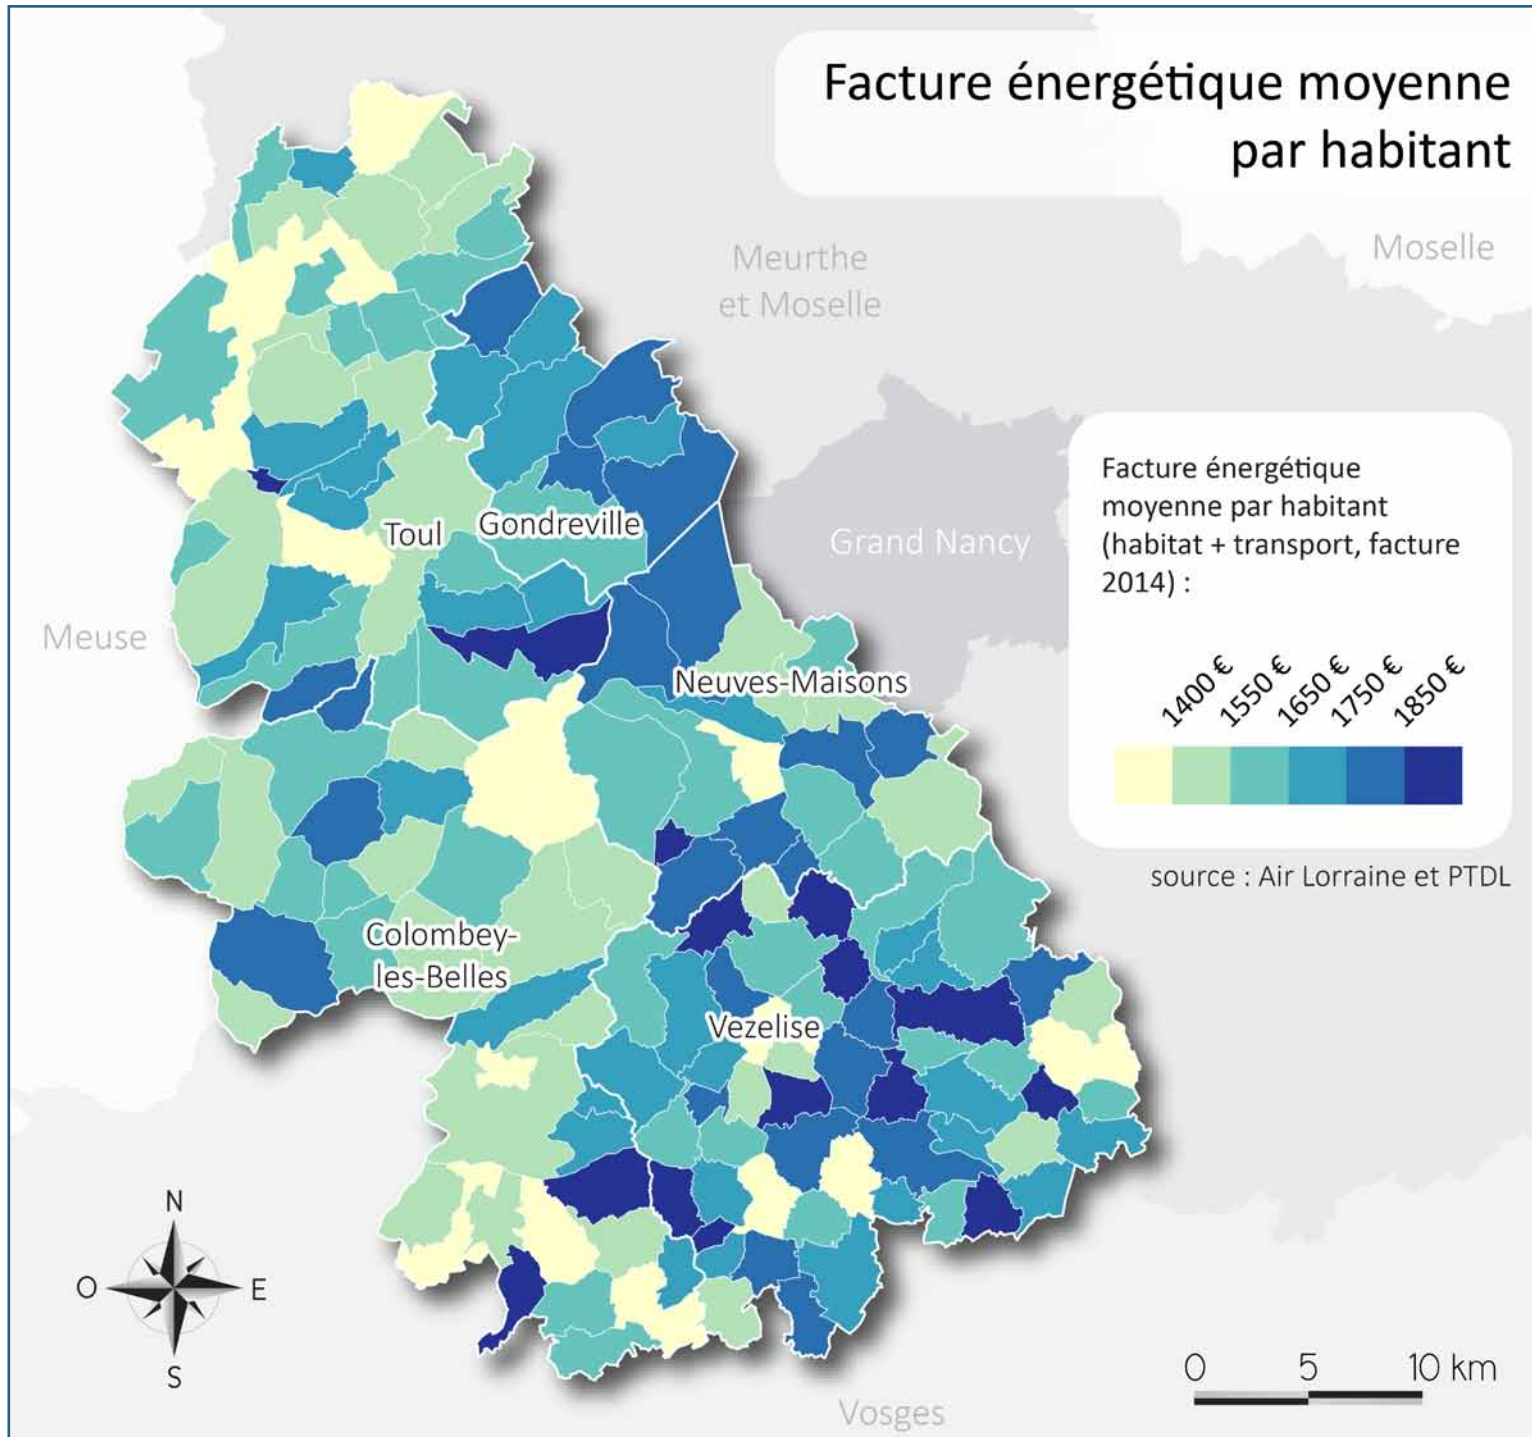 Facture énergétique moyenne
par habitant
Moselle
Meurthe
et Moselle
Facture énergétique
moyenne par habitant
(habitat + transport, facture
2014) :
1400 €
1550 €
1650 €
1750 €
1850 €
source : Air Lorraine et PTDL
Toul
Gondreville
Grand Nancy
Meuse
Neuves-Maisons
Colombey-
les-Belles
Vezelise
N
O
E
S
0
5
10 km
Vosges